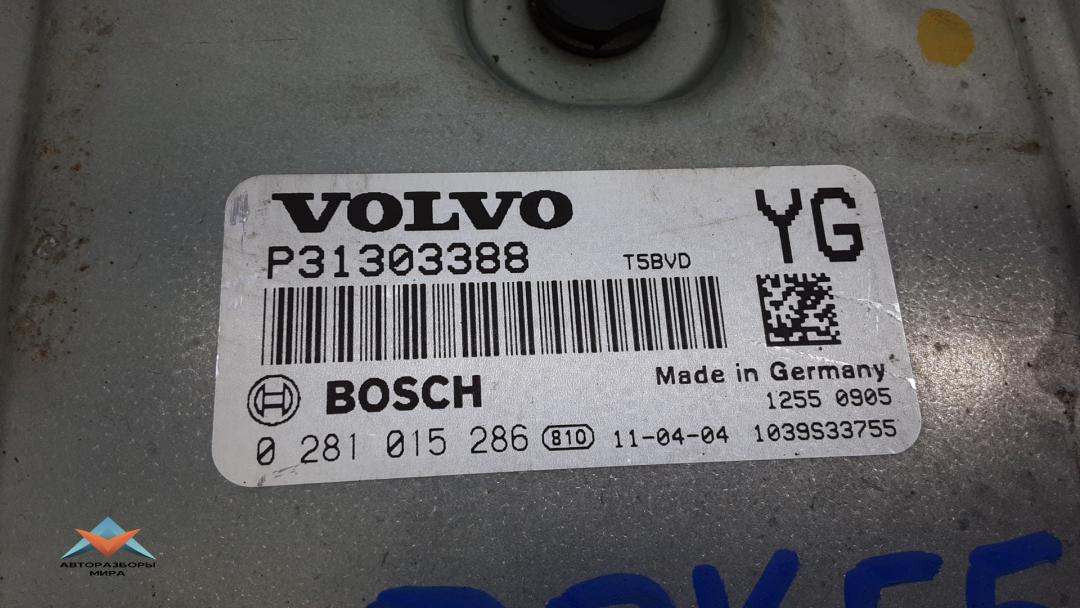 VOLVO
YG
P31303388 T5BVD
BOSCH
Made in Germany
1255 0905
0 281 015 286 810 11-04-04 1039S33755
АВТОРАЗБОРЫ
МИРА